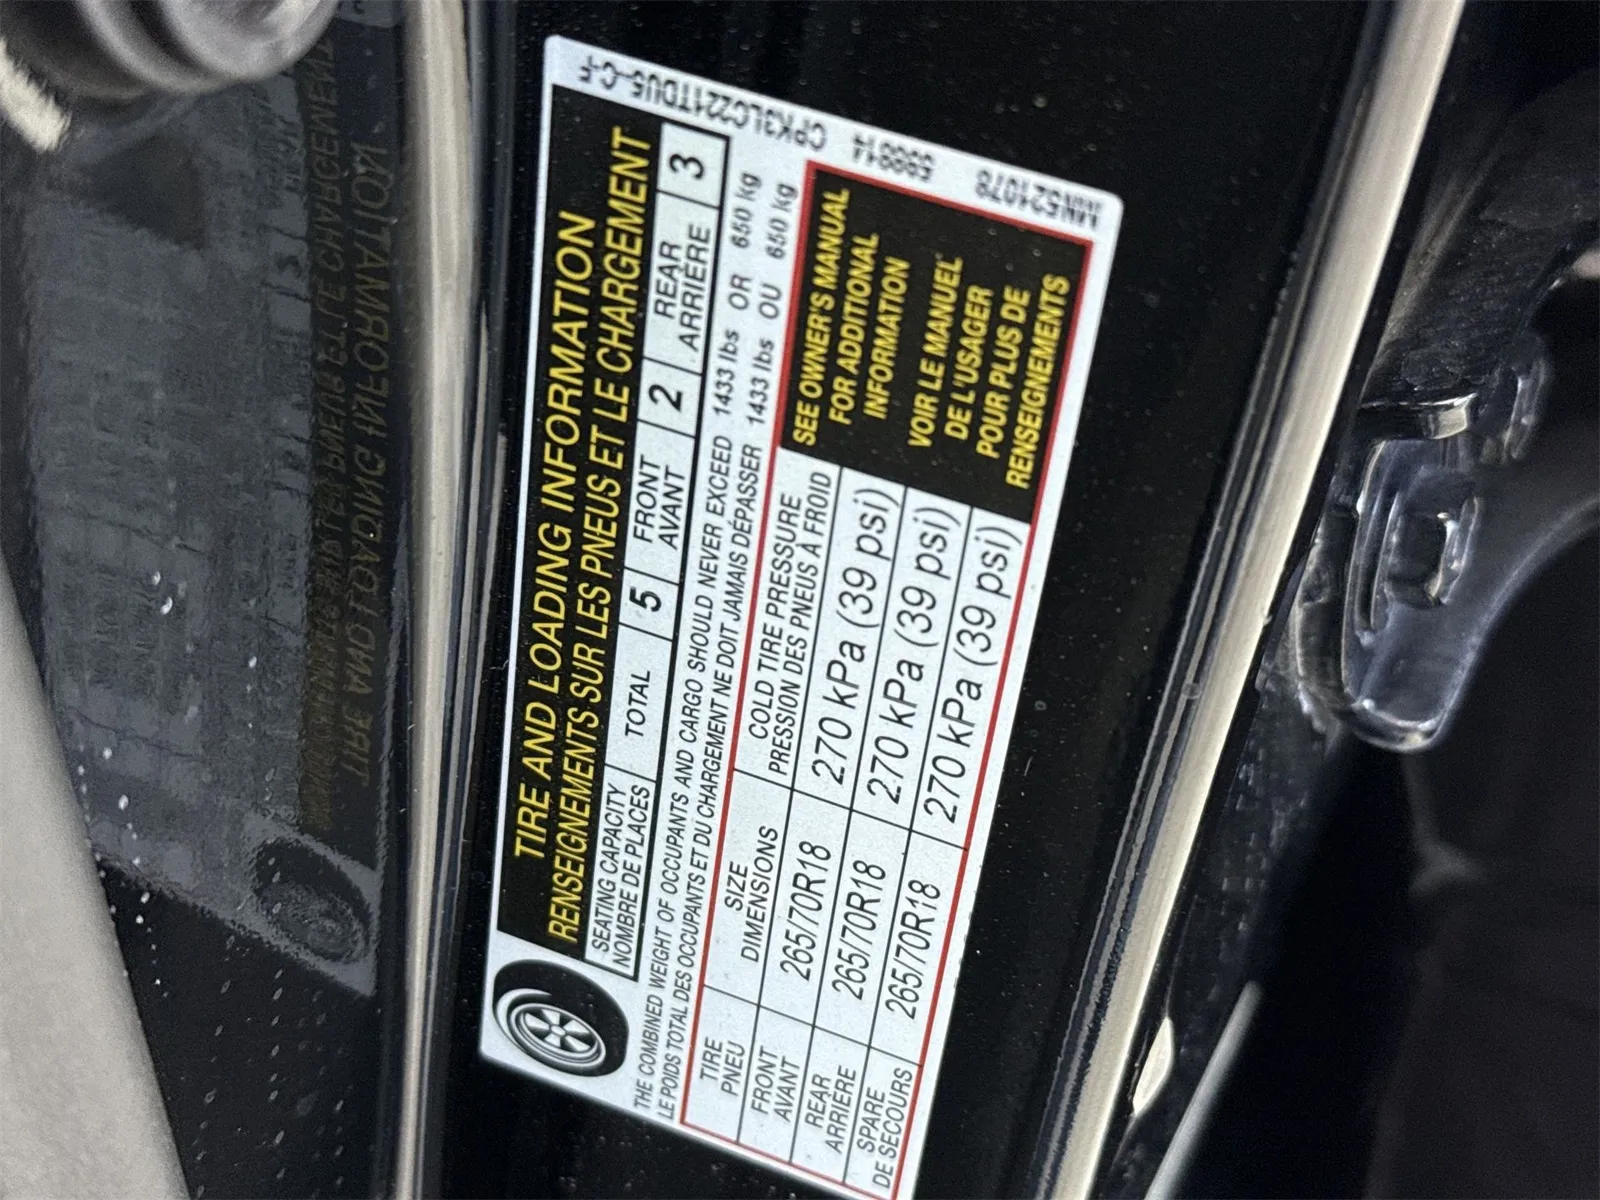 TIRE AND LOADING INFORMATION
RENSEIGNEMENTS SUR LES PNEUS ET LE CHARGEMENT
SEATING CAPACITY
NOMBRE DE PLACES
TOTAL 5
FRONT
AVANT
2
REAR
ARRIÈRE
3
THE COMBINED WEIGHT OF OCCUPANTS AND CARGO SHOULD NEVER EXCEED 1433 lbs OR 650 kg
LE POIDS TOTAL DES OCCUPANTS ET DU CHARGEMENT NE DOIT JAMAIS DÉPASSER 1433 lbs OU 650 kg
TIRE
PNEU
SIZE
DIMENSIONS
COLD TIRE PRESSURE
PRESSION DES PNEUS À FROID
FRONT
AVANT
265/70R18
270 kPa (39 psi)
REAR
ARRIÈRE
265/70R18
270 kPa (39 psi)
SPARE
DE SECOURS
265/70R18
270 kPa (39 psi)
SEE OWNER'S MANUAL
FOR ADDITIONAL
INFORMATION
VOIR LE MANUEL
DE L'USAGER
POUR PLUS DE
RENSEIGNEMENTS
MN521078
CPK3LC221TDU5-C-F